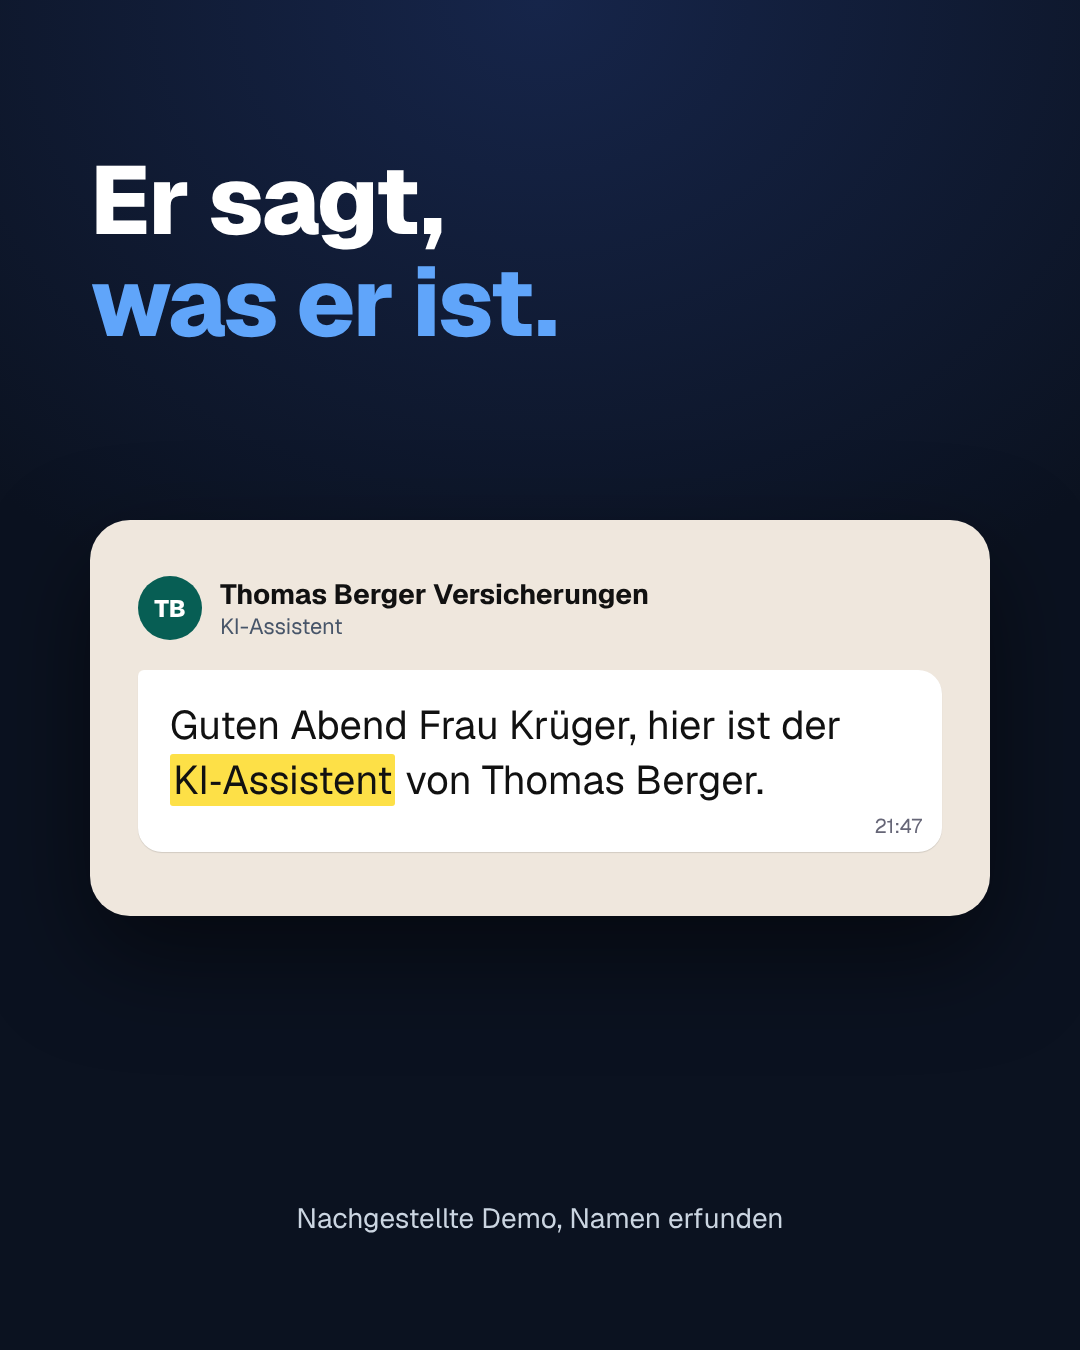 Er sagt,
was er ist.
TB
Thomas Berger Versicherungen
KI-Assistent
Guten Abend Frau Krüger, hier ist der
KI-Assistent von Thomas Berger.
21:47
Nachgestellte Demo, Namen erfunden